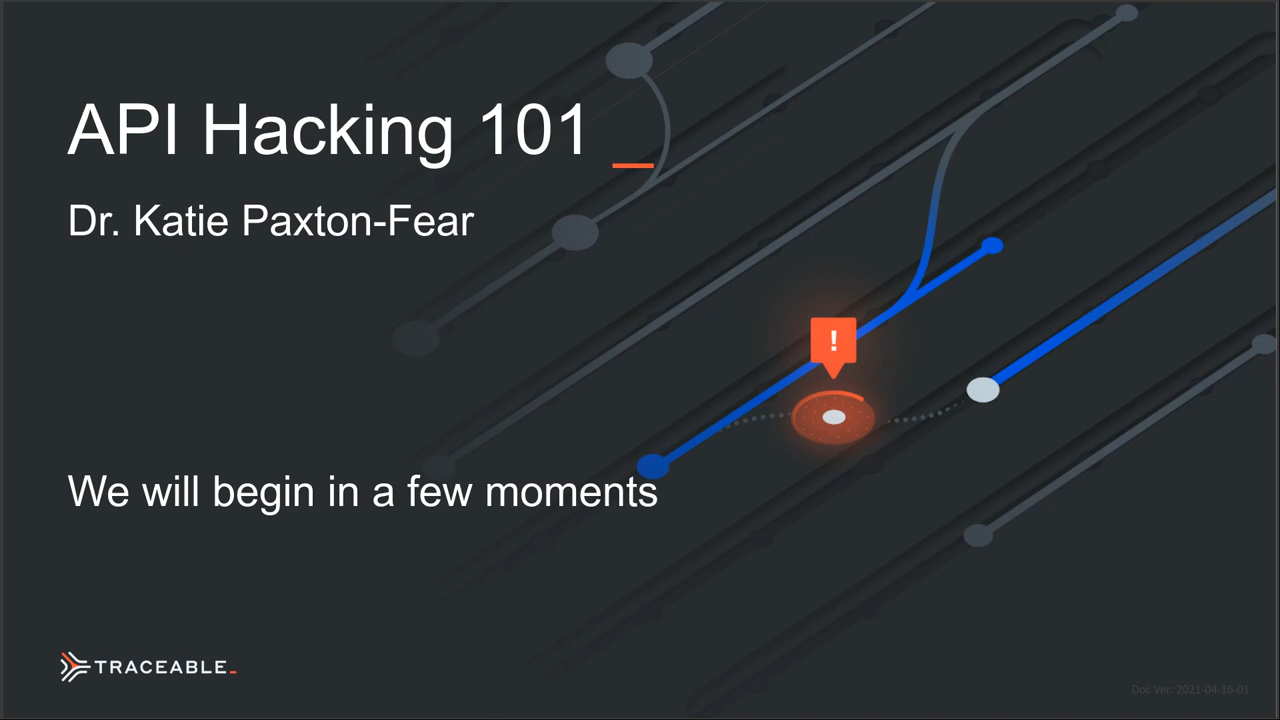 API Hacking 101 _
Dr. Katie Paxton-Fear
!
We will begin in a few moments
TRACEABLE_
Doc Ver: 2021-04-16-01